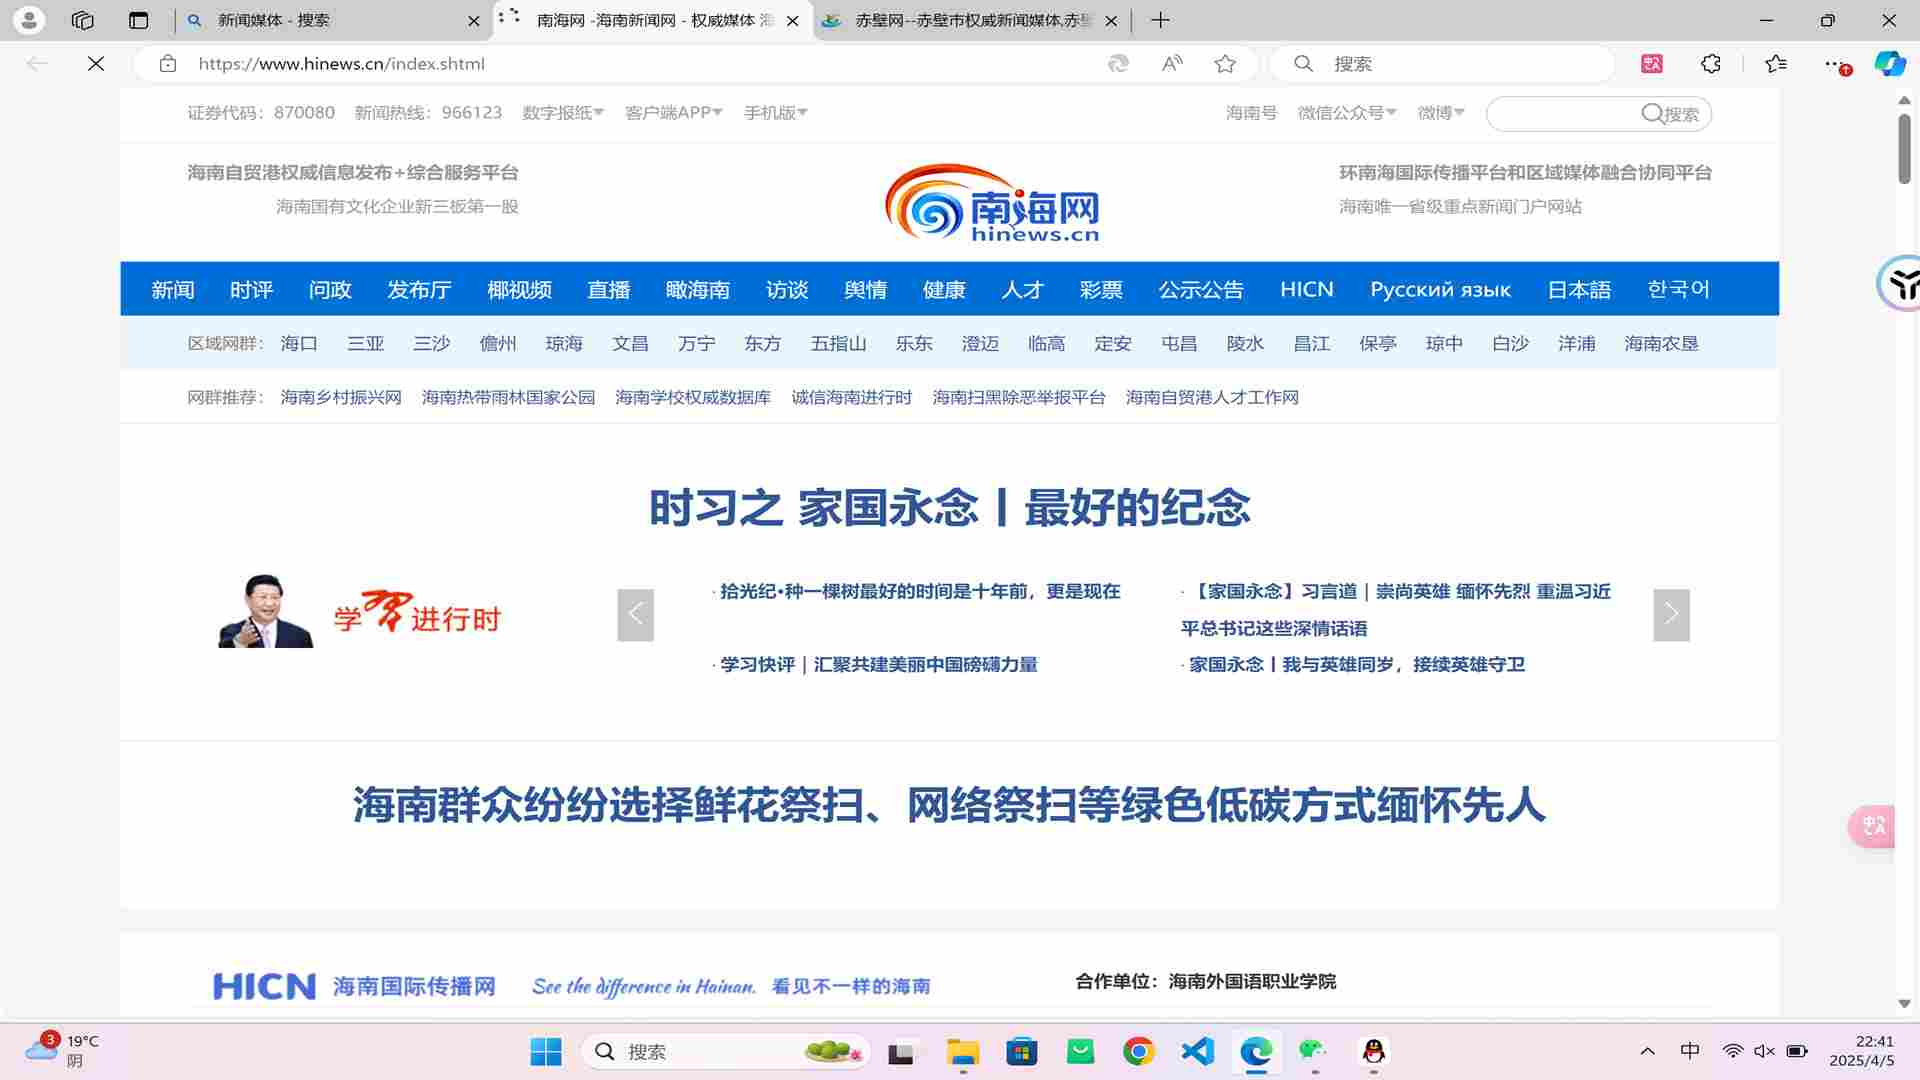 新闻媒体 - 搜索
南海网 -海南新闻网 - 权威媒体 海
赤壁网--赤壁市权威新闻媒体,赤壁
https://www.hinews.cn/index.shtml
搜索
证券代码：870080 新闻热线：966123 数字报纸 客户端APP 手机版 海南号 微信公众号 微博 搜索
海南自贸港权威信息发布+综合服务平台
海南国有文化企业新三板第一股
南海网
hinews.cn
环南海国际传播平台和区域媒体融合协同平台
海南唯一省级重点新闻门户网站
新闻 时评 问政 发布厅 椰视频 直播 瞰海南 访谈 舆情 健康 人才 彩票 公示公告 HICN Русский язык 日本語 한국어
区域网群： 海口 三亚 三沙 儋州 琼海 文昌 万宁 东方 五指山 乐东 澄迈 临高 定安 屯昌 陵水 昌江 保亭 琼中 白沙 洋浦 海南农垦
网群推荐： 海南乡村振兴网 海南热带雨林国家公园 海南学校权威数据库 诚信海南进行时 海南扫黑除恶举报平台 海南自贸港人才工作网
时习之 家国永念丨最好的纪念
学习进行时
· 拾光纪•种一棵树最好的时间是十年前，更是现在
· 【家国永念】习言道｜崇尚英雄 缅怀先烈 重温习近
平总书记这些深情话语
· 学习快评｜汇聚共建美丽中国磅礴力量
· 家国永念丨我与英雄同岁，接续英雄守卫
海南群众纷纷选择鲜花祭扫、网络祭扫等绿色低碳方式缅怀先人
HICN 海南国际传播网 See the difference in Hainan. 看见不一样的海南
合作单位：海南外国语职业学院
3
19°C
阴
搜索
中
22:41
2025/4/5